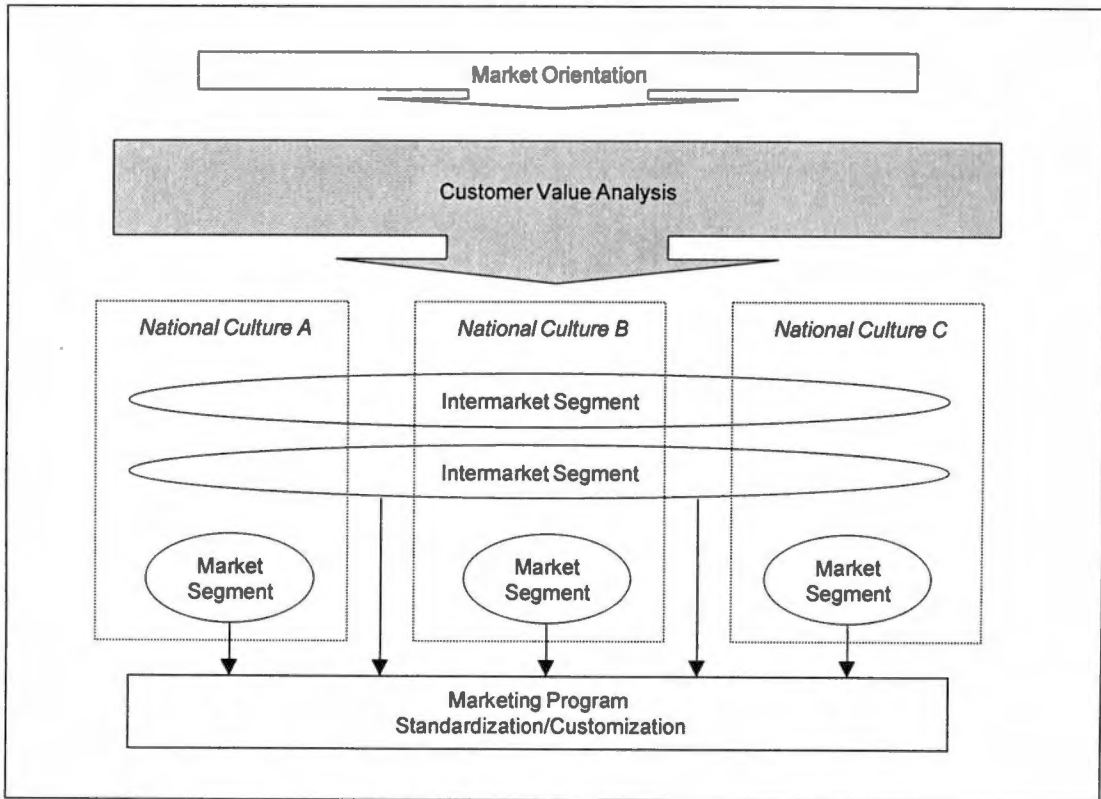 Market Orientation
Customer Value Analysis
National Culture A
National Culture B
National Culture C
Intermarket Segment
Intermarket Segment
Market
Segment
Market
Segment
Market
Segment
Marketing Program
Standardization/Customization